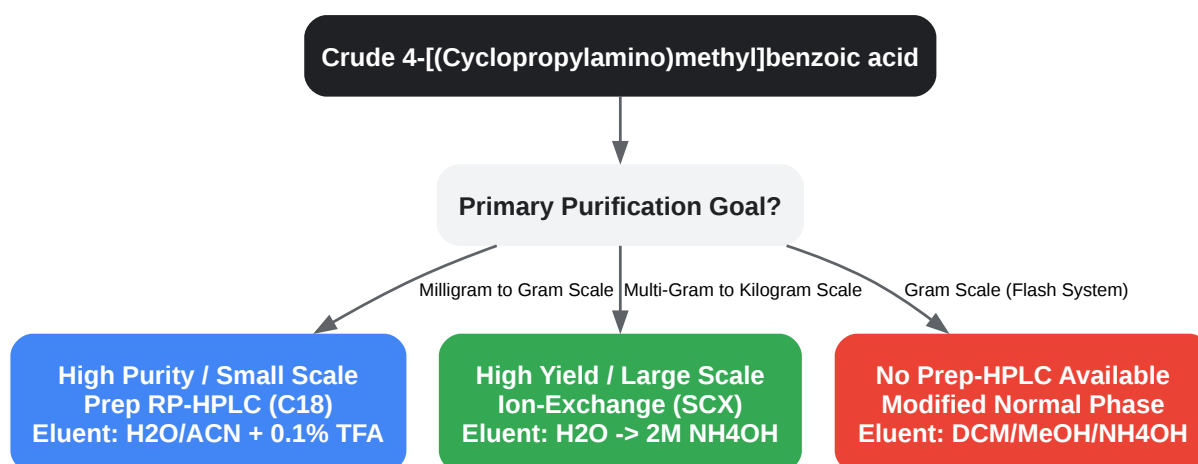 Crude 4-[(Cyclopropylamino)methyl]benzoic acid
Primary Purification Goal?
Milligram to Gram Scale
Multi-Gram to Kilogram Scale
Gram Scale (Flash System)
High Purity / Small Scale
Prep RP-HPLC (C18)
Eluent: H2O/ACN + 0.1% TFA
High Yield / Large Scale
Ion-Exchange (SCX)
Eluent: H2O -> 2M NH4OH
No Prep-HPLC Available
Modified Normal Phase
Eluent: DCM/MeOH/NH4OH